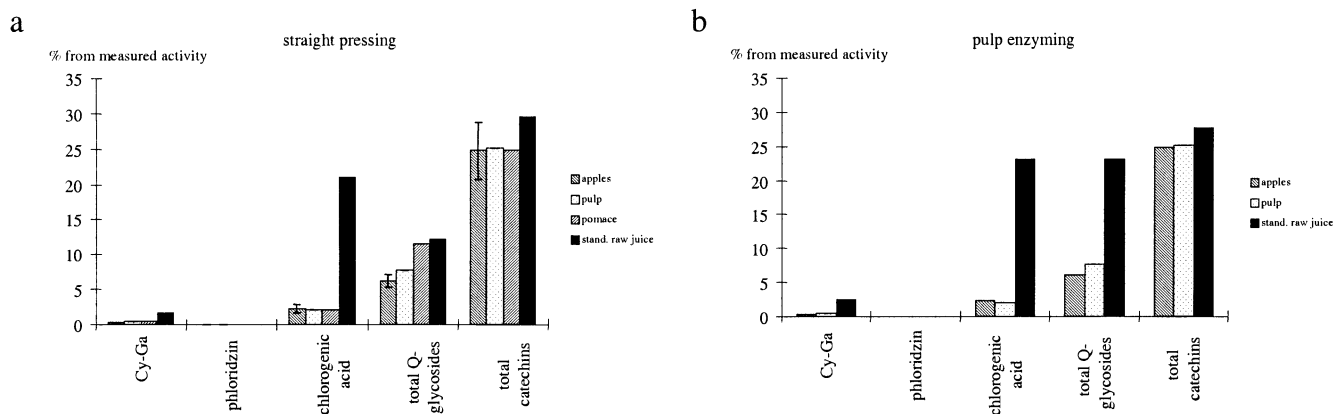 a
straight pressing
% from measured activity
35
30
25
20
15
10
5
0
Cy-Ga
phloridzin
chlorogenic
acid
total Q-
glycosides
total
catechins
apples
pulp
pomace
stand. raw juice
b
pulp enzyming
% from measured activity
35
30
25
20
15
10
5
0
Cy-Ga
phloridzin
chlorogenic
acid
total Q-
glycosides
total
catechins
apples
pulp
stand. raw juice